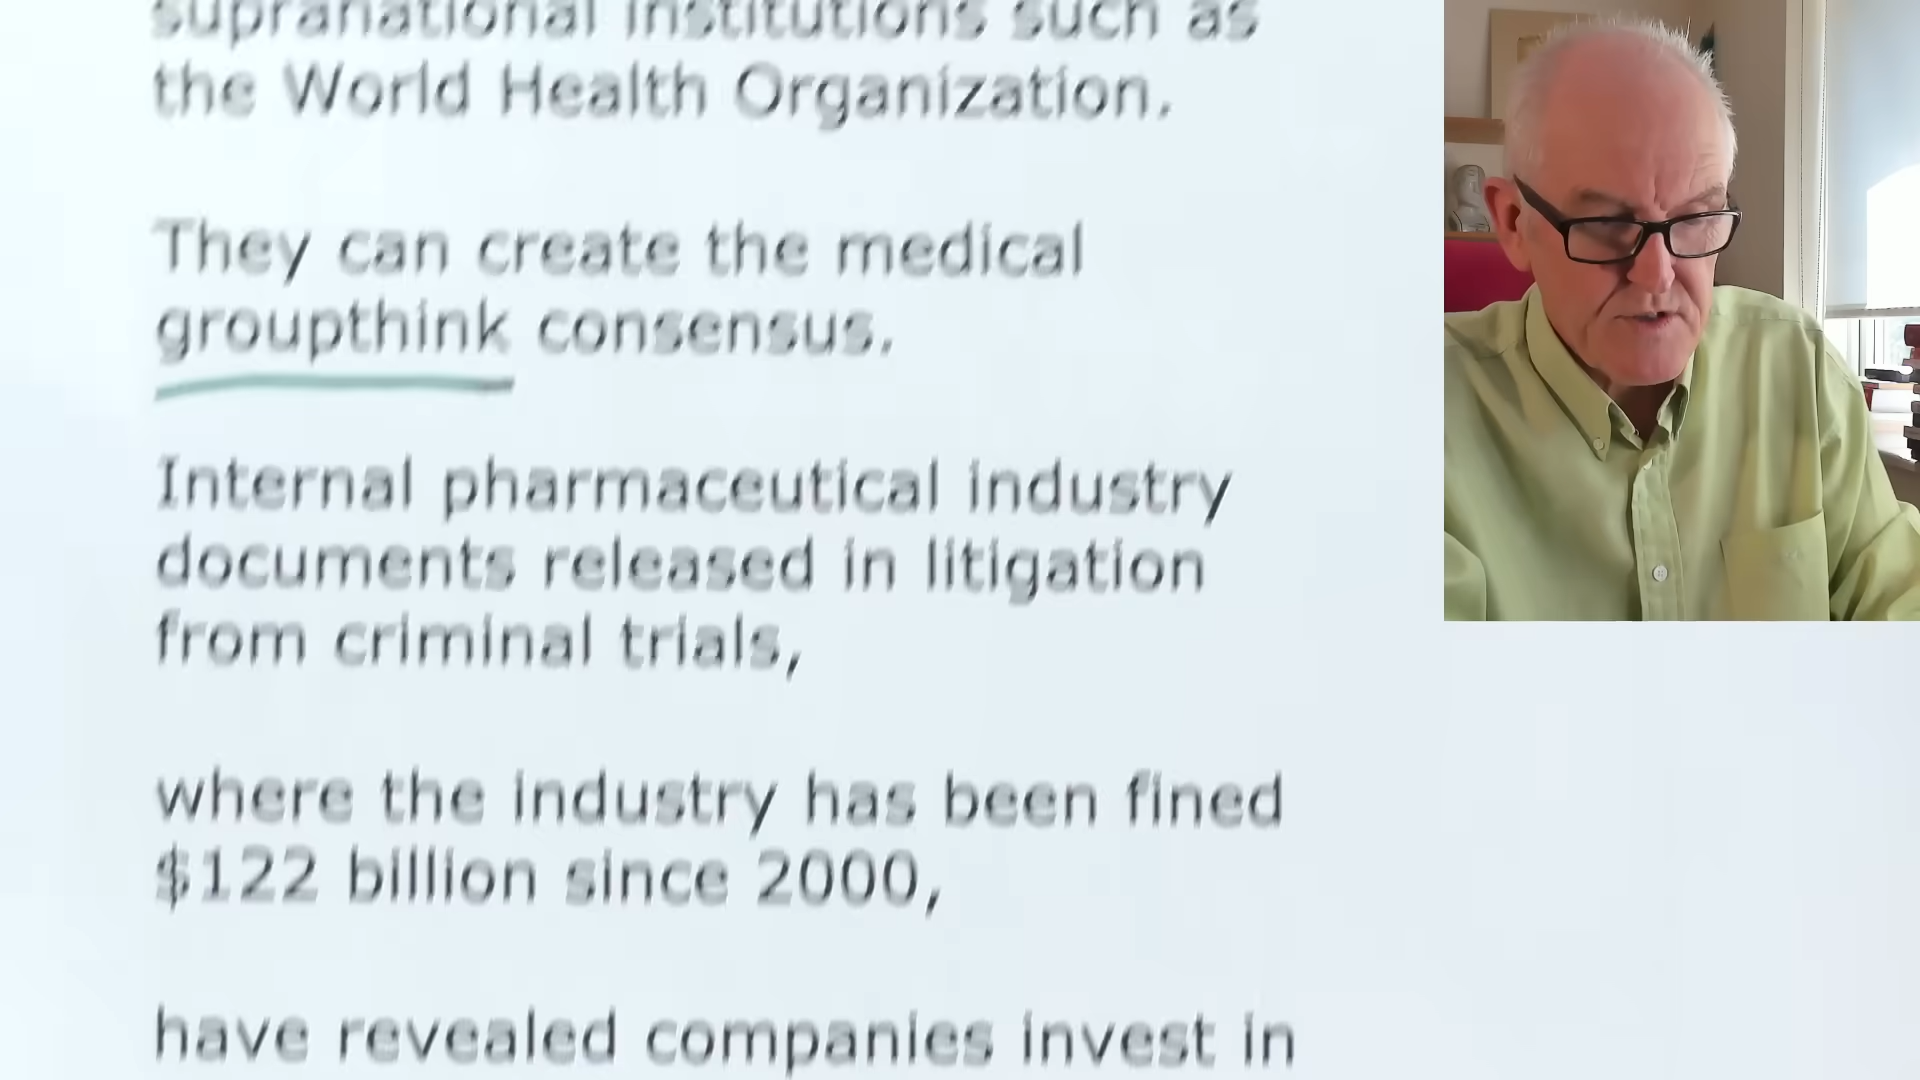 supranational institutions such as
the World Health Organization.
They can create the medical
groupthink consensus.
Internal pharmaceutical industry
documents released in litigation
from criminal trials,
where the industry has been fined
$122 billion since 2000,
have revealed companies invest in